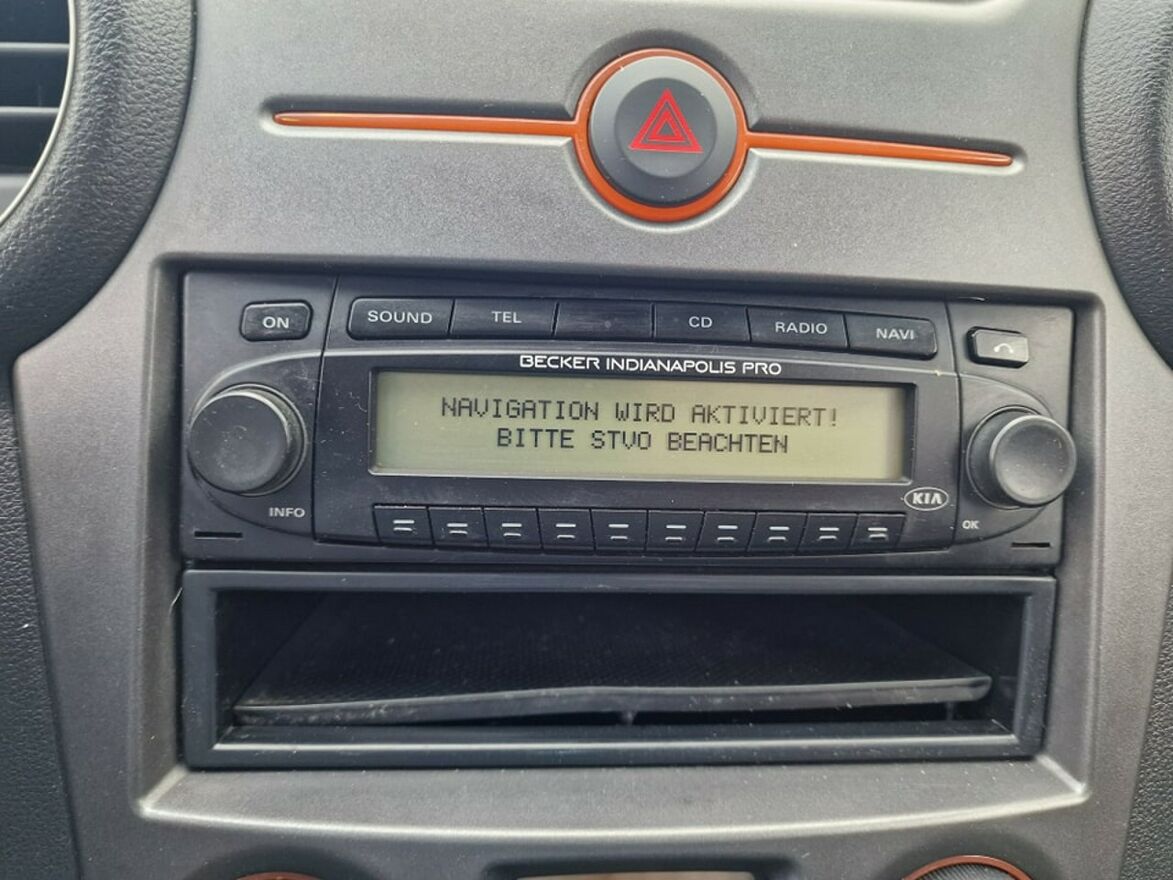 ON
SOUND
TEL
CD
RADIO
NAVI
BECKER INDIANAPOLIS PRO
NAVIGATION WIRD AKTIVIERT!
BITTE STVO BEACHTEN
KIA
INFO
OK